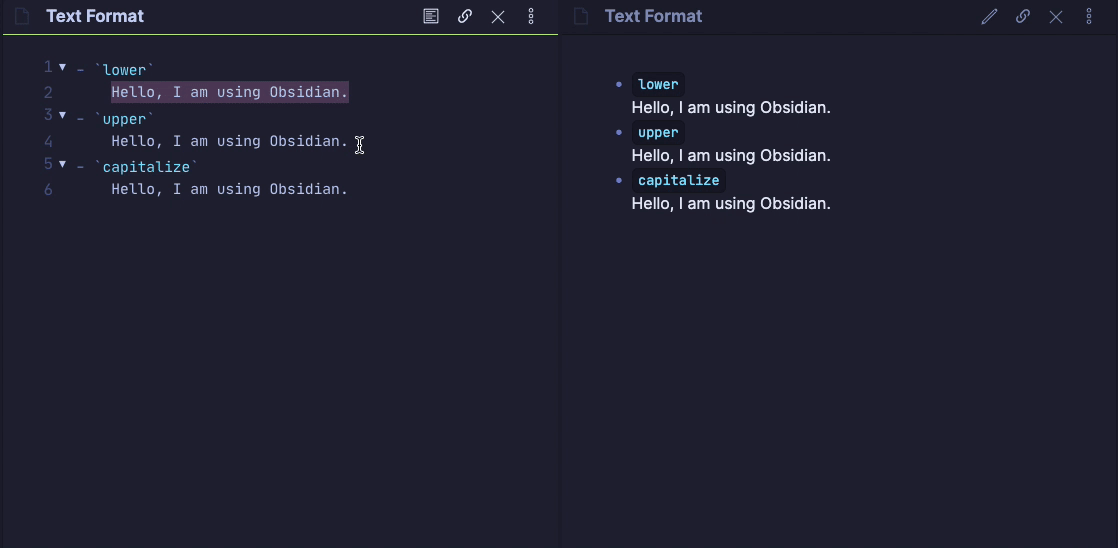 Text Format
1 - `lower`
2 Hello, I am using Obsidian.
3 - `upper`
4 Hello, I am using Obsidian.
5 - `capitalize`
6 Hello, I am using Obsidian.
Text Format
• lower
Hello, I am using Obsidian.
• upper
Hello, I am using Obsidian.
• capitalize
Hello, I am using Obsidian.